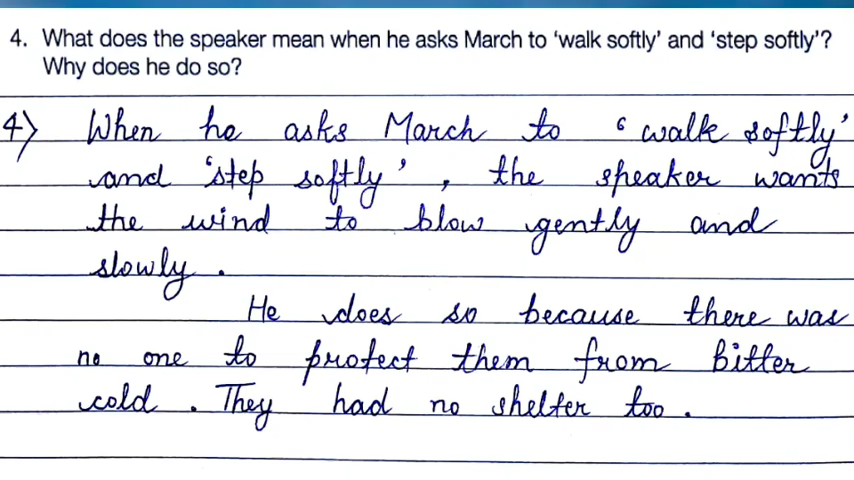 4. What does the speaker mean when he asks March to 'walk softly' and 'step softly'?
Why does he do so?
4) When he asks March to 'walk softly'
and 'step softly', the speaker wants
the wind to blow gently and
slowly.
He does so because there was
no one to protect them from bitter
cold. They had no shelter too.